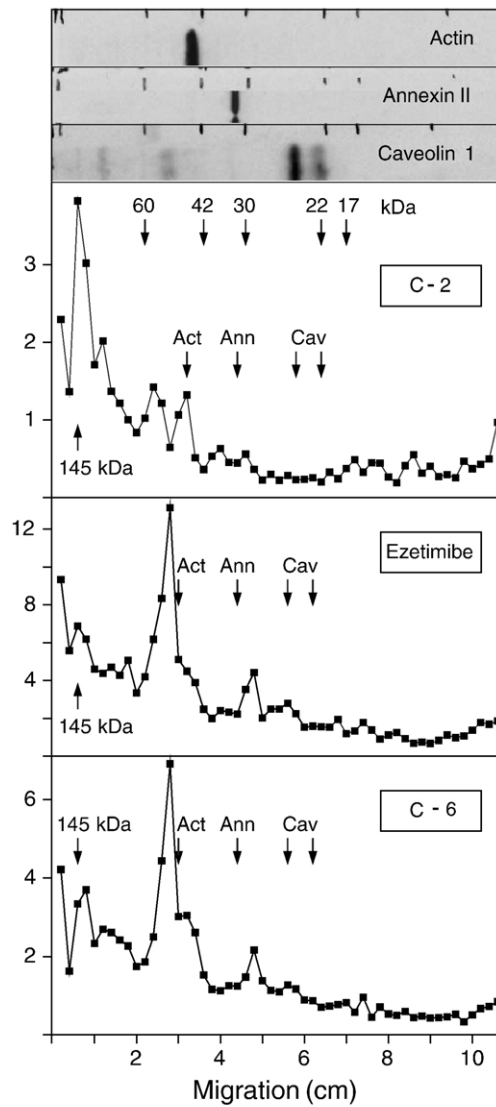 Actin
Annexin II
Caveolin 1
60 42 30 22 17 kDa
3
C - 2
2
Act Ann Cav
1
145 kDa
12
Ezetimibe
Act Ann Cav
8
4
145 kDa
6
C - 6
145 kDa Act Ann Cav
4
2
2 4 6 8 10
Migration (cm)